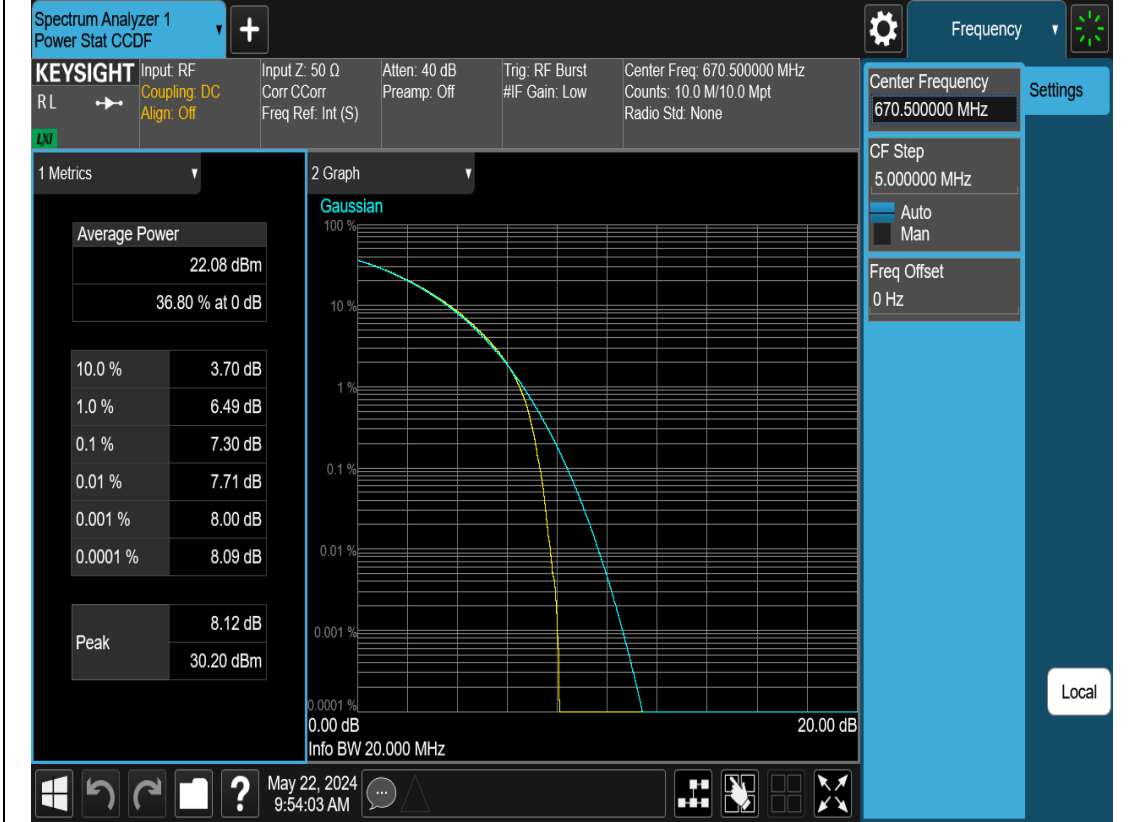 Spectrum Analyzer 1
Power Stat CCDF
+
Frequency
KEYSIGHT
RL
LXI
Input: RF
Coupling: DC
Align: Off
Input Z: 50 Ω
Corr CCorr
Freq Ref: Int (S)
Atten: 40 dB
Preamp: Off
Trig: RF Burst
#IF Gain: Low
Center Freq: 670.500000 MHz
Counts: 10.0 M/10.0 Mpt
Radio Std: None
Center Frequency
670.500000 MHz
Settings
CF Step
5.000000 MHz
Auto
Man
Freq Offset
0 Hz
Local
1 Metrics
Average Power
22.08 dBm
36.80 % at 0 dB
10.0 % 3.70 dB
1.0 % 6.49 dB
0.1 % 7.30 dB
0.01 % 7.71 dB
0.001 % 8.00 dB
0.0001 % 8.09 dB
Peak
8.12 dB
30.20 dBm
2 Graph
Gaussian
100 %
10 %
1 %
0.1 %
0.01 %
0.001 %
0.0001 %
0.00 dB 20.00 dB
Info BW 20.000 MHz
?
May 22, 2024
9:54:03 AM